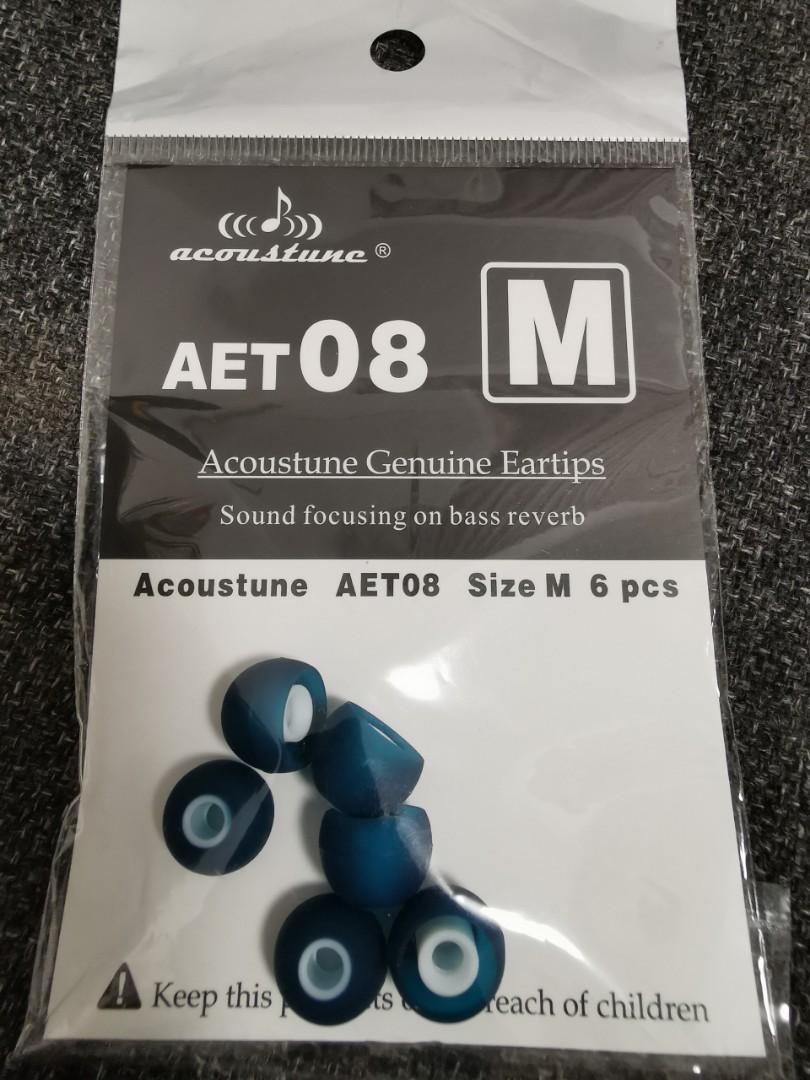 acoustune ®
AET08
M
Acoustune Genuine Eartips
Sound focusing on bass reverb
Acoustune AET08 Size M 6 pcs
Keep this reach of children